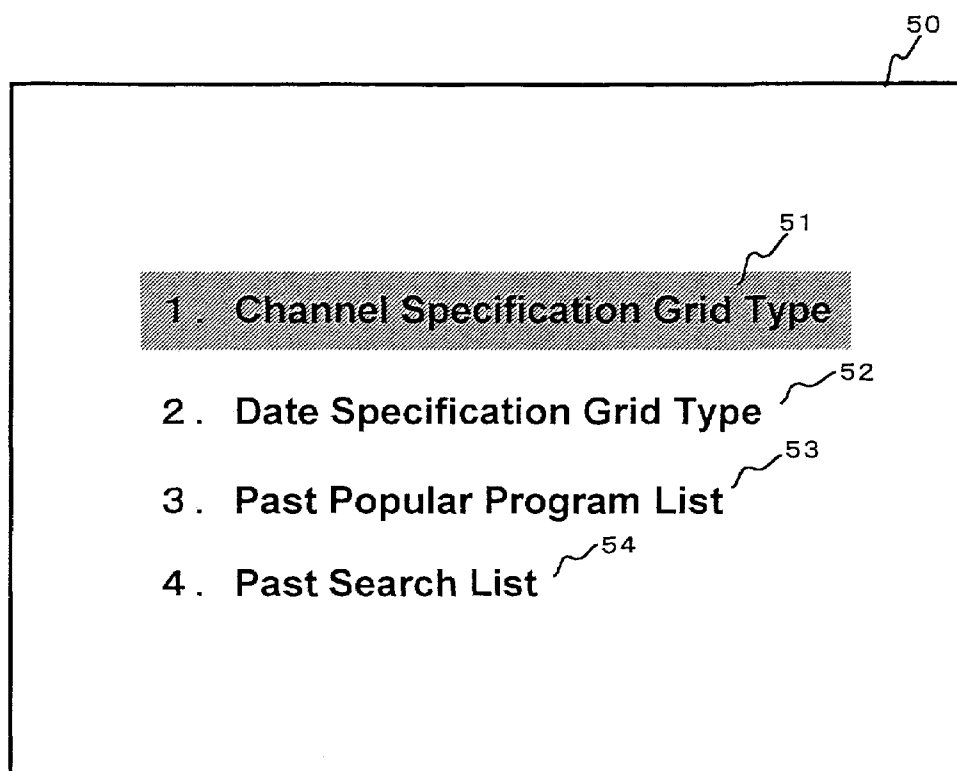 50
51
1. Channel Specification Grid Type
52
2. Date Specification Grid Type
53
3. Past Popular Program List
54
4. Past Search List